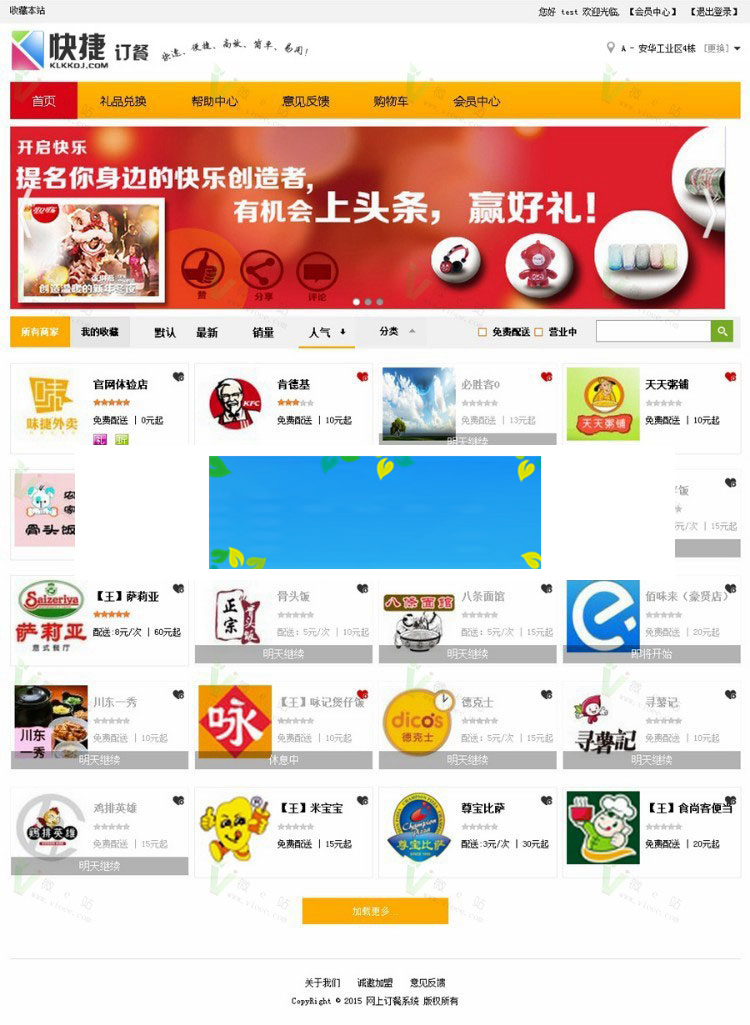 收藏本站
您好 test 欢迎光临 【会员中心】 【退出登录】
快捷 订餐
KLKKDJ.COM
快速、便捷、高效、简单、易用!
A - 安华工业区4栋 [更换]
首页 礼品兑换 帮助中心 意见反馈 购物车 会员中心
开启快乐
提名你身边的快乐创造者,
有机会上头条，赢好礼!
创造温暖的新年年夜
赞 分享 评论
所有商家 我的收藏 默认 最新 销量 人气 分类 免费配送 营业中
味捷外卖
官网体验店
免费配送 | 0元起
礼 折
KFC
肯德基
免费配送 | 10元起
必胜客0
免费配送 | 13元起
明天继续
天天粥铺
天天粥铺
免费配送 | 10元起
骨头饭
饭
元/次 | 15元起
Saizeriya
萨莉亚
意式餐厅
【王】萨莉亚
配送:8元/次 | 60元起
正宗
骨头饭
骨头饭
配送: 5元/次 | 10元起
明天继续
八条面馆
八条面馆
配送: 5元/次 | 15元起
明天继续
佰味来（豪贤店）
免费配送 | 20元起
即将开始
川东一秀
川东一秀
免费配送 | 10元起
明天继续
咏
【王】咏记煲仔饭
免费配送 | 10元起
休息中
dicos
德克士
德克士
配送: 5元/次 | 15元起
明天继续
寻薯記
寻薯记
免费配送 | 10元起
明天继续
鸡排英雄
鸡排英雄
免费配送 | 15元起
明天继续
【王】米宝宝
免费配送 | 15元起
Champion Pizza
尊宝比萨
尊宝比萨
配送:3元/次 | 30元起
【王】食尚客便当
免费配送 | 20元起
加载更多..
关于我们 诚邀加盟 意见反馈
CopyRight © 2015 网上订餐系统 版权所有